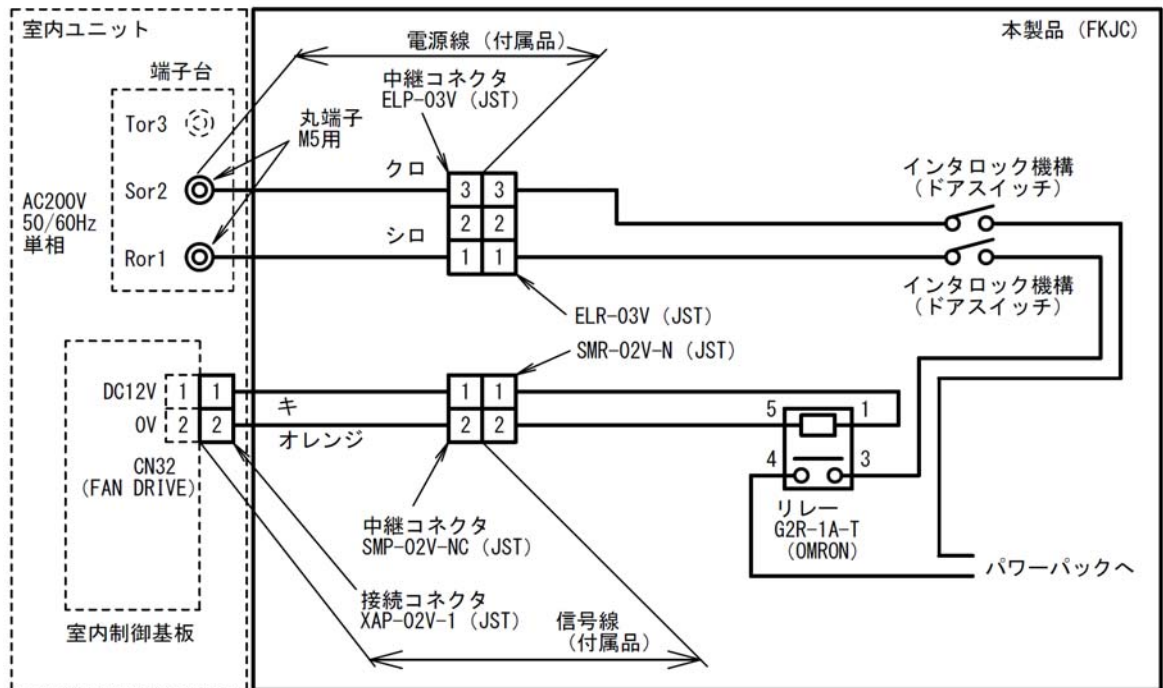 室内ユニット
本製品 (FKJC)
電源線 (付属品)
端子台
中継コネクタ
ELP-03V (JST)
丸端子
M5用
Tor3
Sor2
Ror1
AC200V
50/60Hz
単相
クロ
シロ
3 3
2 2
1 1
インタロック機構
(ドアスイッチ)
インタロック機構
(ドアスイッチ)
ELR-03V (JST)
SMR-02V-N (JST)
DC12V 1 1
0V 2 2
キ
オレンジ
1 1
2 2
5 1
4 3
CN32
(FAN DRIVE)
リレー
G2R-1A-T
(OMRON)
中継コネクタ
SMP-02V-NC (JST)
パワーパックへ
接続コネクタ
XAP-02V-1 (JST)
信号線
(付属品)
室内制御基板